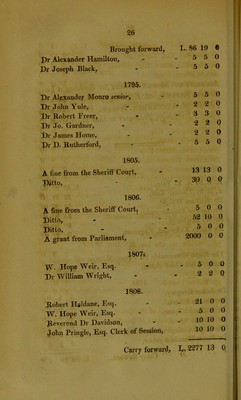 26
Brought forward, L. 86 19 0
Dr Alexander Hamilton, - - 5 5 0
Dr Joseph Black, - - 5 5 0
1795.
Dr Alexander Monro senior, - 5 5 0
Dr John Yule, - - - 2 2 0
Dr Robert Freer, - - - 3 3 0
Dr Jo. Gardner, - - 2 2 0
Dr James Home, - - - 2 2 0
Dr D. Rutherford, - - - 5 5 0
1805.
A fine from the Sheriff Court, - 13 13 0
Ditto, - - - 30 0 0
1806.
A fine from the Sheriff Court, - 5 0 0
Ditto, - - - 52 10 0
Ditto, - - - 5 0 0
A grant from Parliament, - 2000 0 0
1807.
W. Hope Weir, Esq. - - 5 0 0
Dr William Wright, - - 2 2 0
1808.
Robert Haldane, Esq. - - 21 0 0
W. Hope Weir, Esq. - - 5 0 0
Reverend Dr Davidson, - - 10 10 0
John Pringle, Esq. Clerk of Session, 10 10 0
Carry forward, L. 2277 13 0